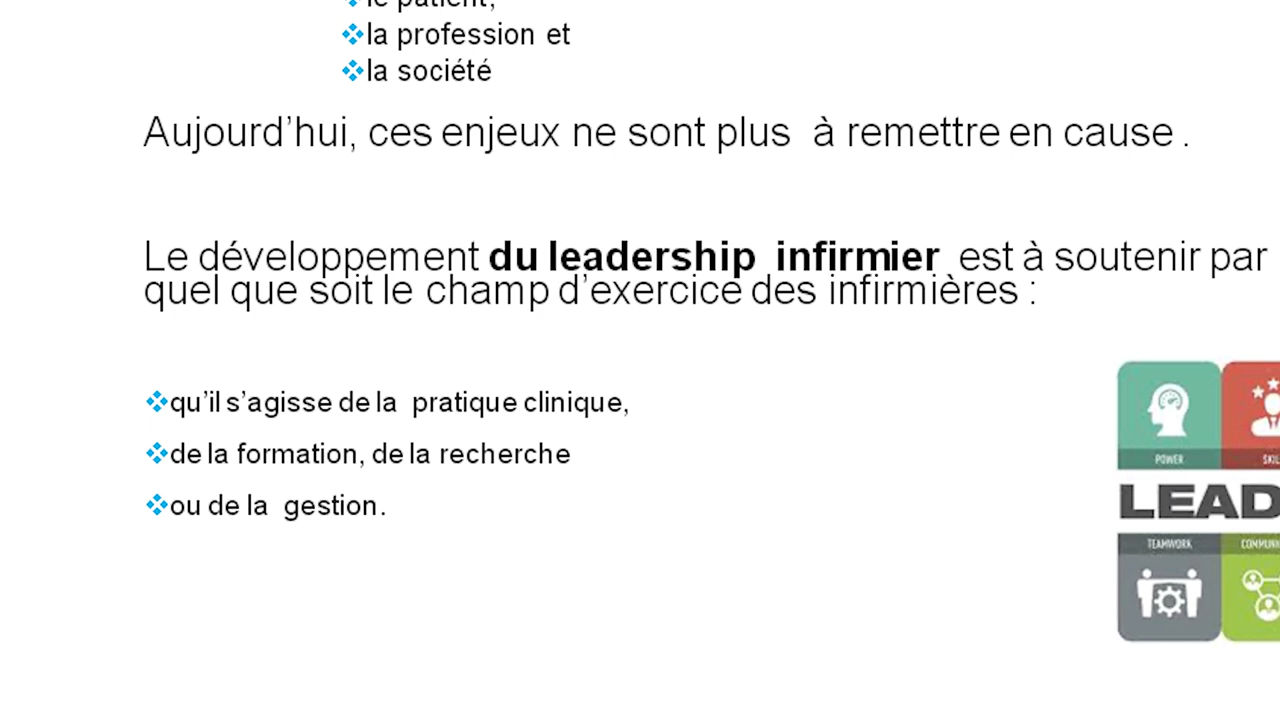 le patient,
la profession et
la société
Aujourd’hui, ces enjeux ne sont plus à remettre en cause .
Le développement du leadership infirmier est à soutenir par
quel que soit le champ d’exercice des infirmières :
qu’il s’agisse de la pratique clinique,
de la formation, de la recherche
ou de la gestion.
POWER
LEAD
TEAMWORK